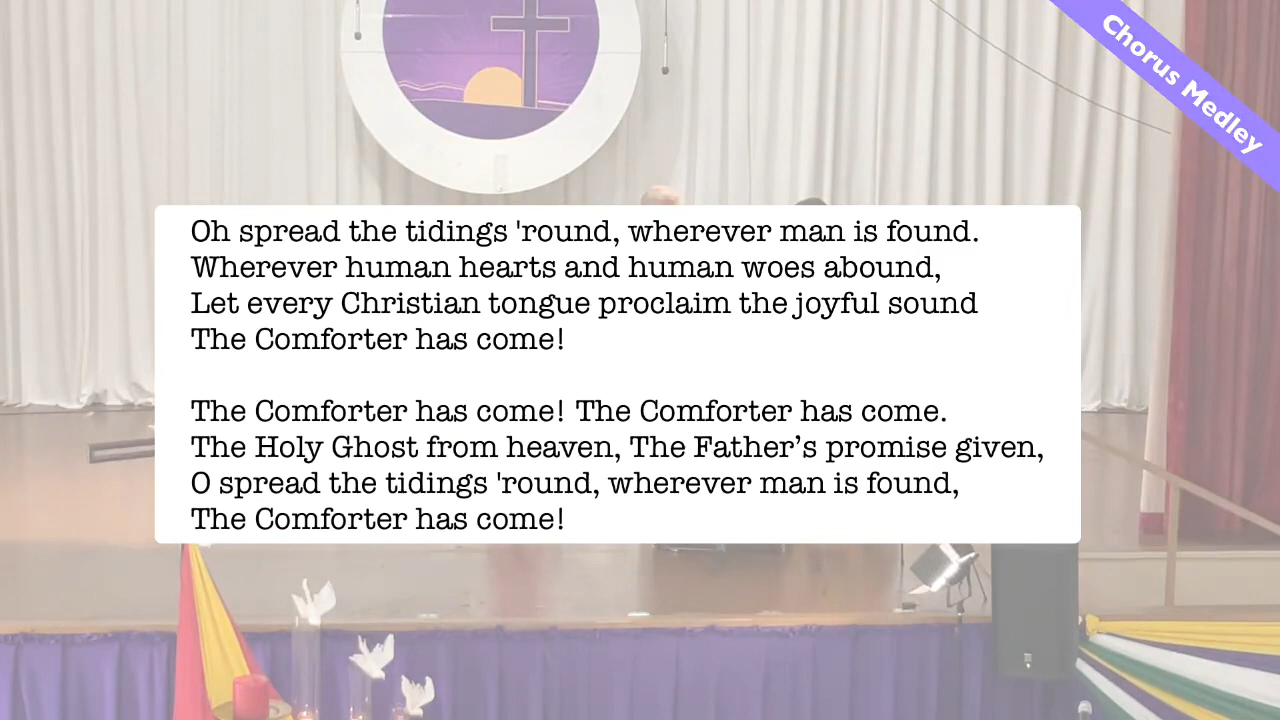 Chorus Medley
Oh spread the tidings 'round, wherever man is found.
Wherever human hearts and human woes abound,
Let every Christian tongue proclaim the joyful sound
The Comforter has come!

The Comforter has come! The Comforter has come.
The Holy Ghost from heaven, The Father’s promise given,
O spread the tidings 'round, wherever man is found,
The Comforter has come!